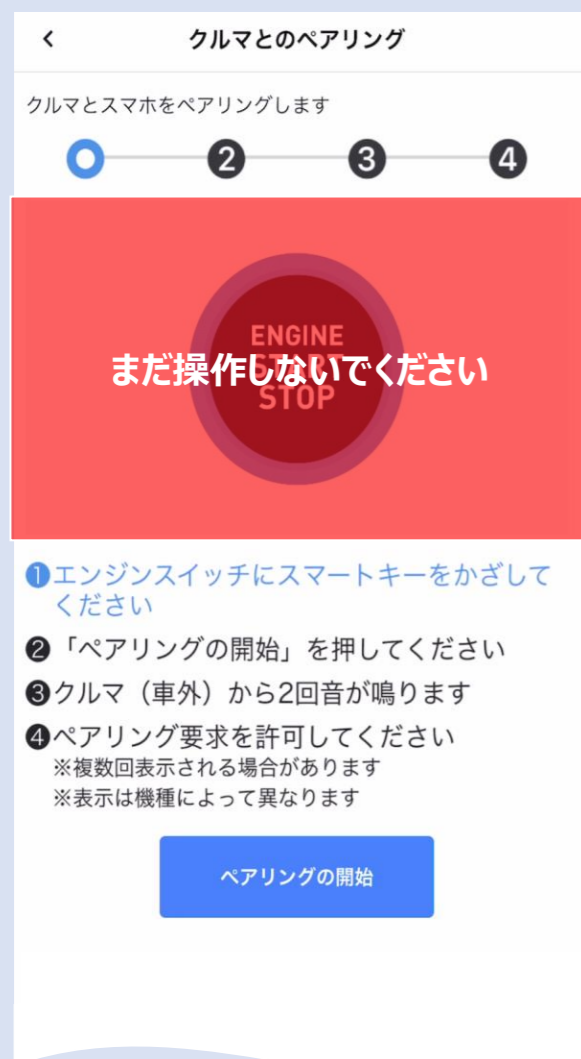 クルマとのペアリング
クルマとスマホをペアリングします
2 3 4
ENGINE
START
まだ操作しないでください
STOP
❶エンジンスイッチにスマートキーをかざして
ください
❷「ペアリングの開始」を押してください
❸クルマ（車外）から2回音が鳴ります
❹ペアリング要求を許可してください
※複数回表示される場合があります
※表示は機種によって異なります
ペアリングの開始